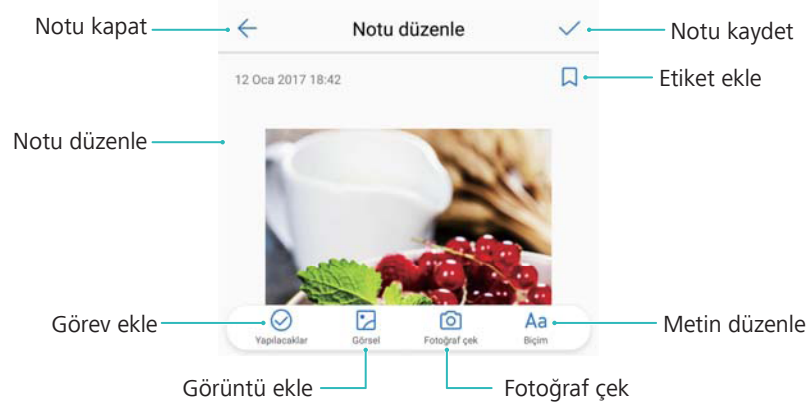 Notu kapat
Notu düzenle
Notu kaydet
12 Oca 2017 18:42
Etiket ekle
Notu düzenle
Görev ekle
Yapılacaklar
Görsel
Fotoğraf çek
Aa
Biçim
Metin düzenle
Görüntü ekle
Fotoğraf çek